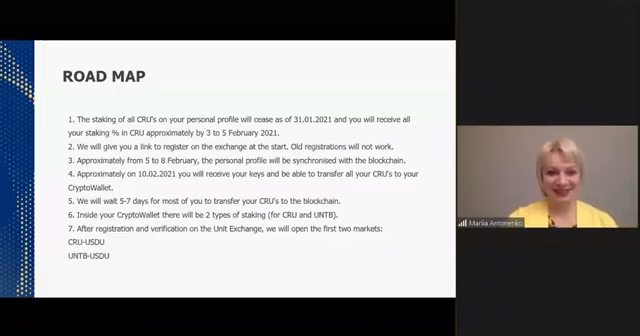 ROAD MAP
1. The staking of all CRU's on your personal profile will cease as of 31.01.2021 and you will receive all
your staking % in CRU approximately by 3 to 5 February 2021.
2. We will give you a link to register on the exchange at the start. Old registrations will not work.
3. Approximately from 5 to 8 February, the personal profile will be synchronised with the blockchain.
4. Approximately on 10.02.2021 you will receive your keys and be able to transfer all your CRU's to your
CryptoWallet.
5. We will wait 5-7 days for most of you to transfer your CRU's to the blockchain.
6. Inside your CryptoWallet there will be 2 types of staking (for CRU and UNTB).
7. After registration and verification on the Unit Exchange, we will open the first two markets:
CRU-USDU
UNTB-USDU
Mariia Antonenko